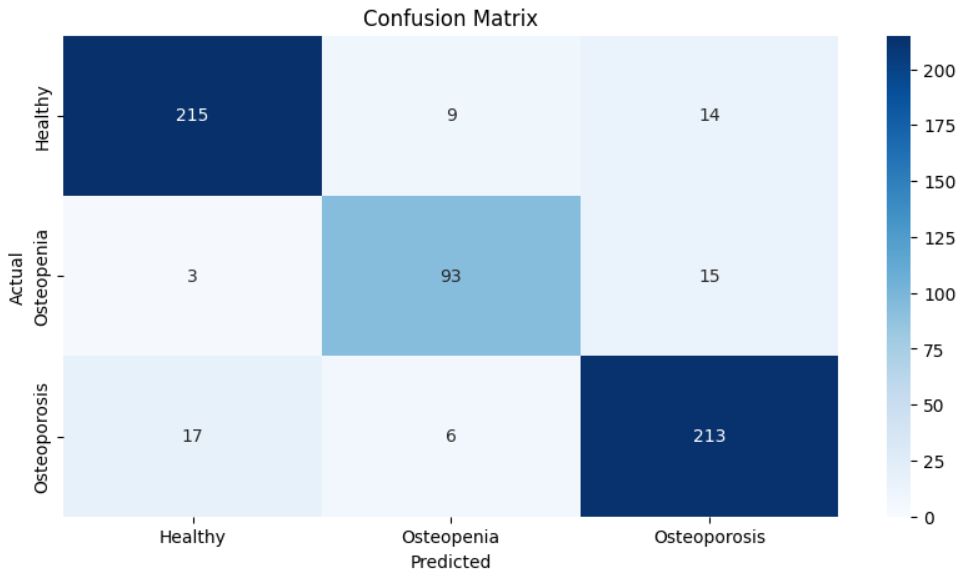 Confusion Matrix
Healthy
215
9
14
Actual
Osteopenia
3
93
15
Osteoporosis
17
6
213
Healthy
Osteopenia
Osteoporosis
Predicted
200
175
150
125
100
75
50
25
0